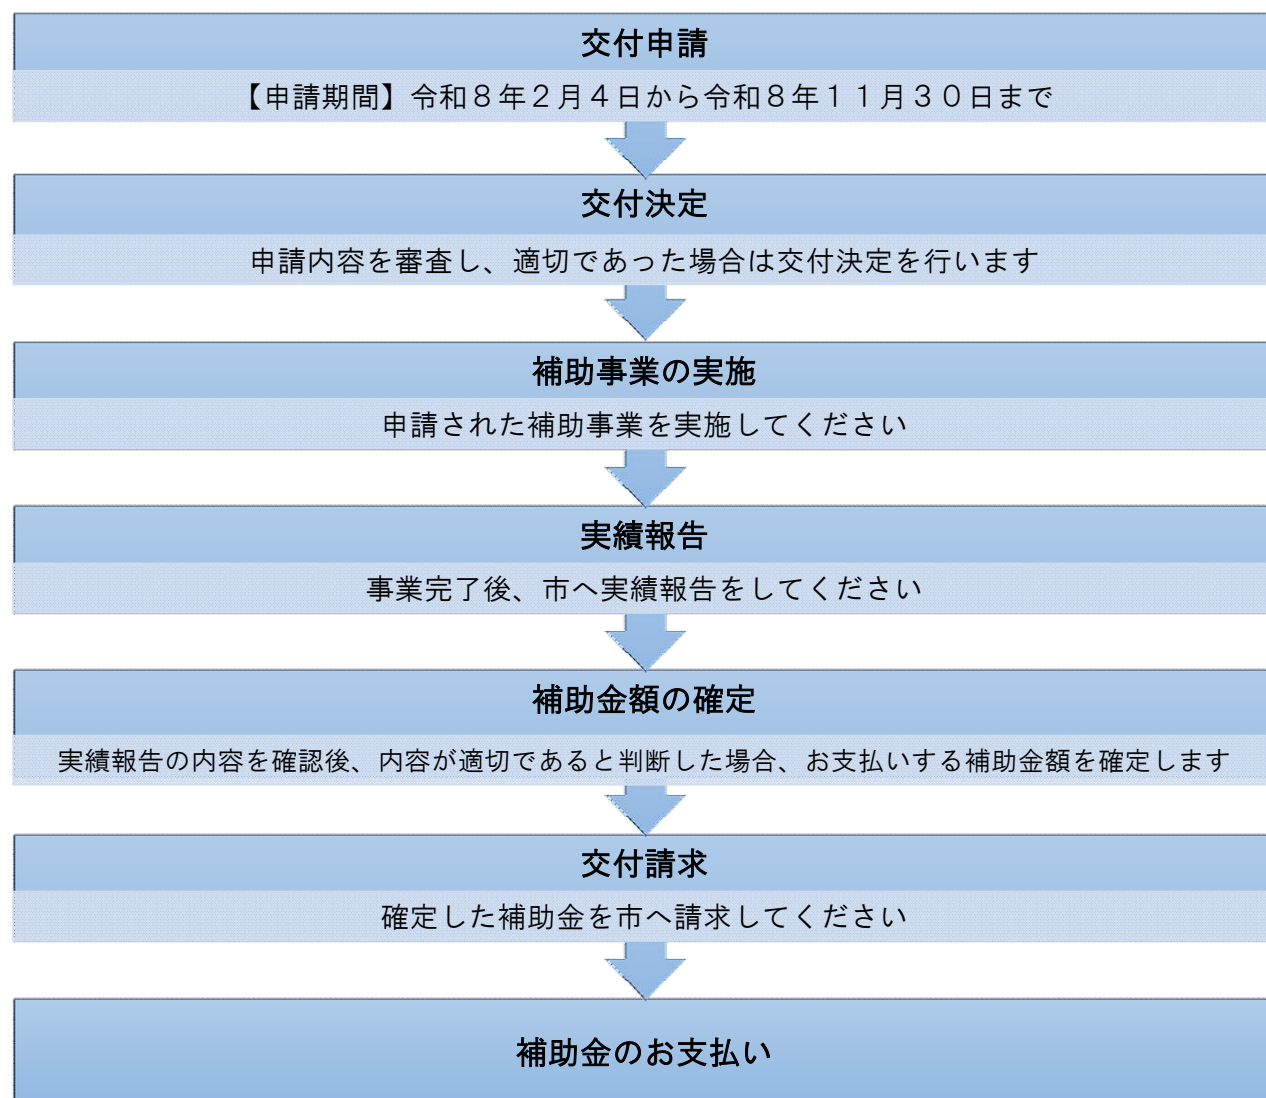 交付申請
【申請期間】令和８年２月４日から令和８年１１月３０日まで
交付決定
申請内容を審査し、適切であった場合は交付決定を行います
補助事業の実施
申請された補助事業を実施してください
実績報告
事業完了後、市へ実績報告をしてください
補助金額の確定
実績報告の内容を確認後、内容が適切であると判断した場合、お支払いする補助金額を確定します
交付請求
確定した補助金を市へ請求してください
補助金のお支払い